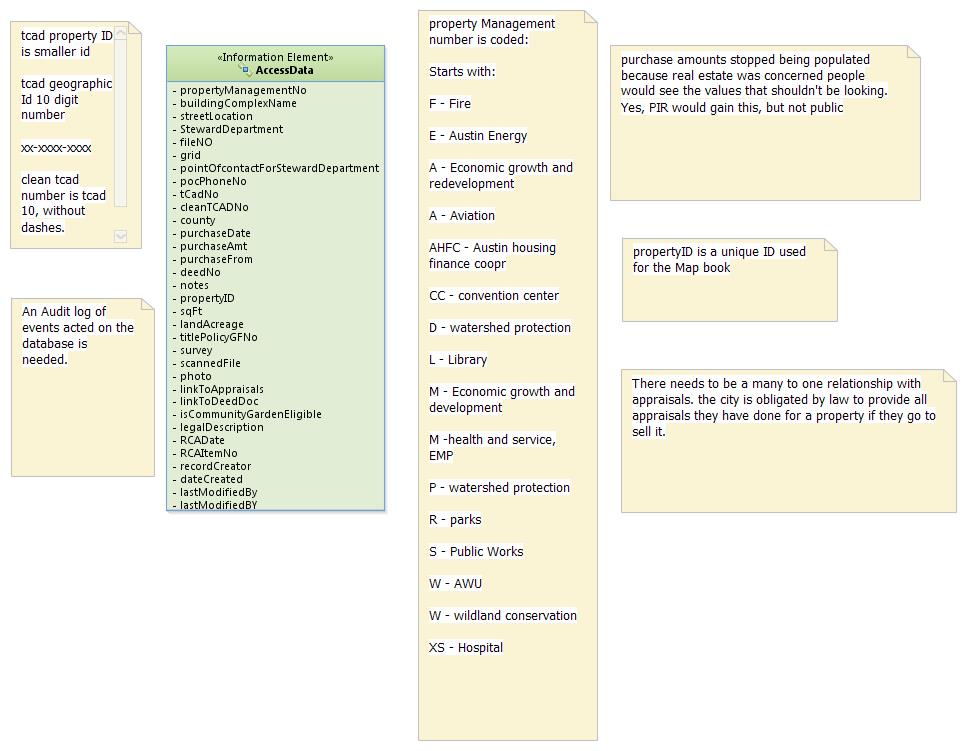 tcad property ID
is smaller id
tcad geographic
Id 10 digit
number
xx-xxxx-xxxx
clean tcad
number is tcad
10, without
dashes.
An Audit log of
events acted on the
database is
needed.
«Information Element»
AccessData
- propertyManagementNo
- buildingComplexName
- streetLocation
- StewardDepartment
- fileNO
- grid
- pointOfcontactForStewardDepartment
- pocPhoneNo
- tCadNo
- cleanTCADNo
- county
- purchaseDate
- purchaseAmt
- purchaseFrom
- deedNo
- notes
- propertyID
- sqFt
- landAcreage
- titlePolicyGFNo
- survey
- scannedFile
- photo
- linkToAppraisals
- linkToDeedDoc
- isCommunityGardenEligible
- legalDescription
- RCADate
- RCAItemNo
- recordCreator
- dateCreated
- lastModifiedBy
- lastModifiedBY
property Management
number is coded:
Starts with:
F - Fire
E - Austin Energy
A - Economic growth and
redevelopment
A - Aviation
AHFC - Austin housing
finance coopr
CC - convention center
D - watershed protection
L - Library
M - Economic growth and
development
M -health and service,
EMP
P - watershed protection
R - parks
S - Public Works
W - AWU
W - wildland conservation
XS - Hospital
purchase amounts stopped being populated
because real estate was concerned people
would see the values that shouldn't be looking.
Yes, PIR would gain this, but not public
propertyID is a unique ID used
for the Map book
There needs to be a many to one relationship with
appraisals. the city is obligated by law to provide all
appraisals they have done for a property if they go to
sell it.